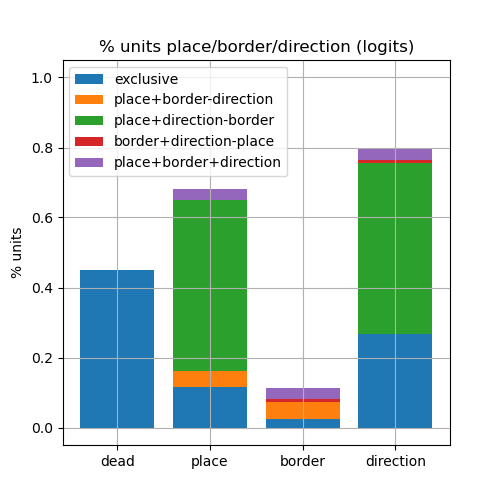 % units place/border/direction (logits)
exclusive
place+border-direction
place+direction-border
border+direction-place
place+border+direction
% units
1.0
0.8
0.6
0.4
0.2
0.0
dead place border direction